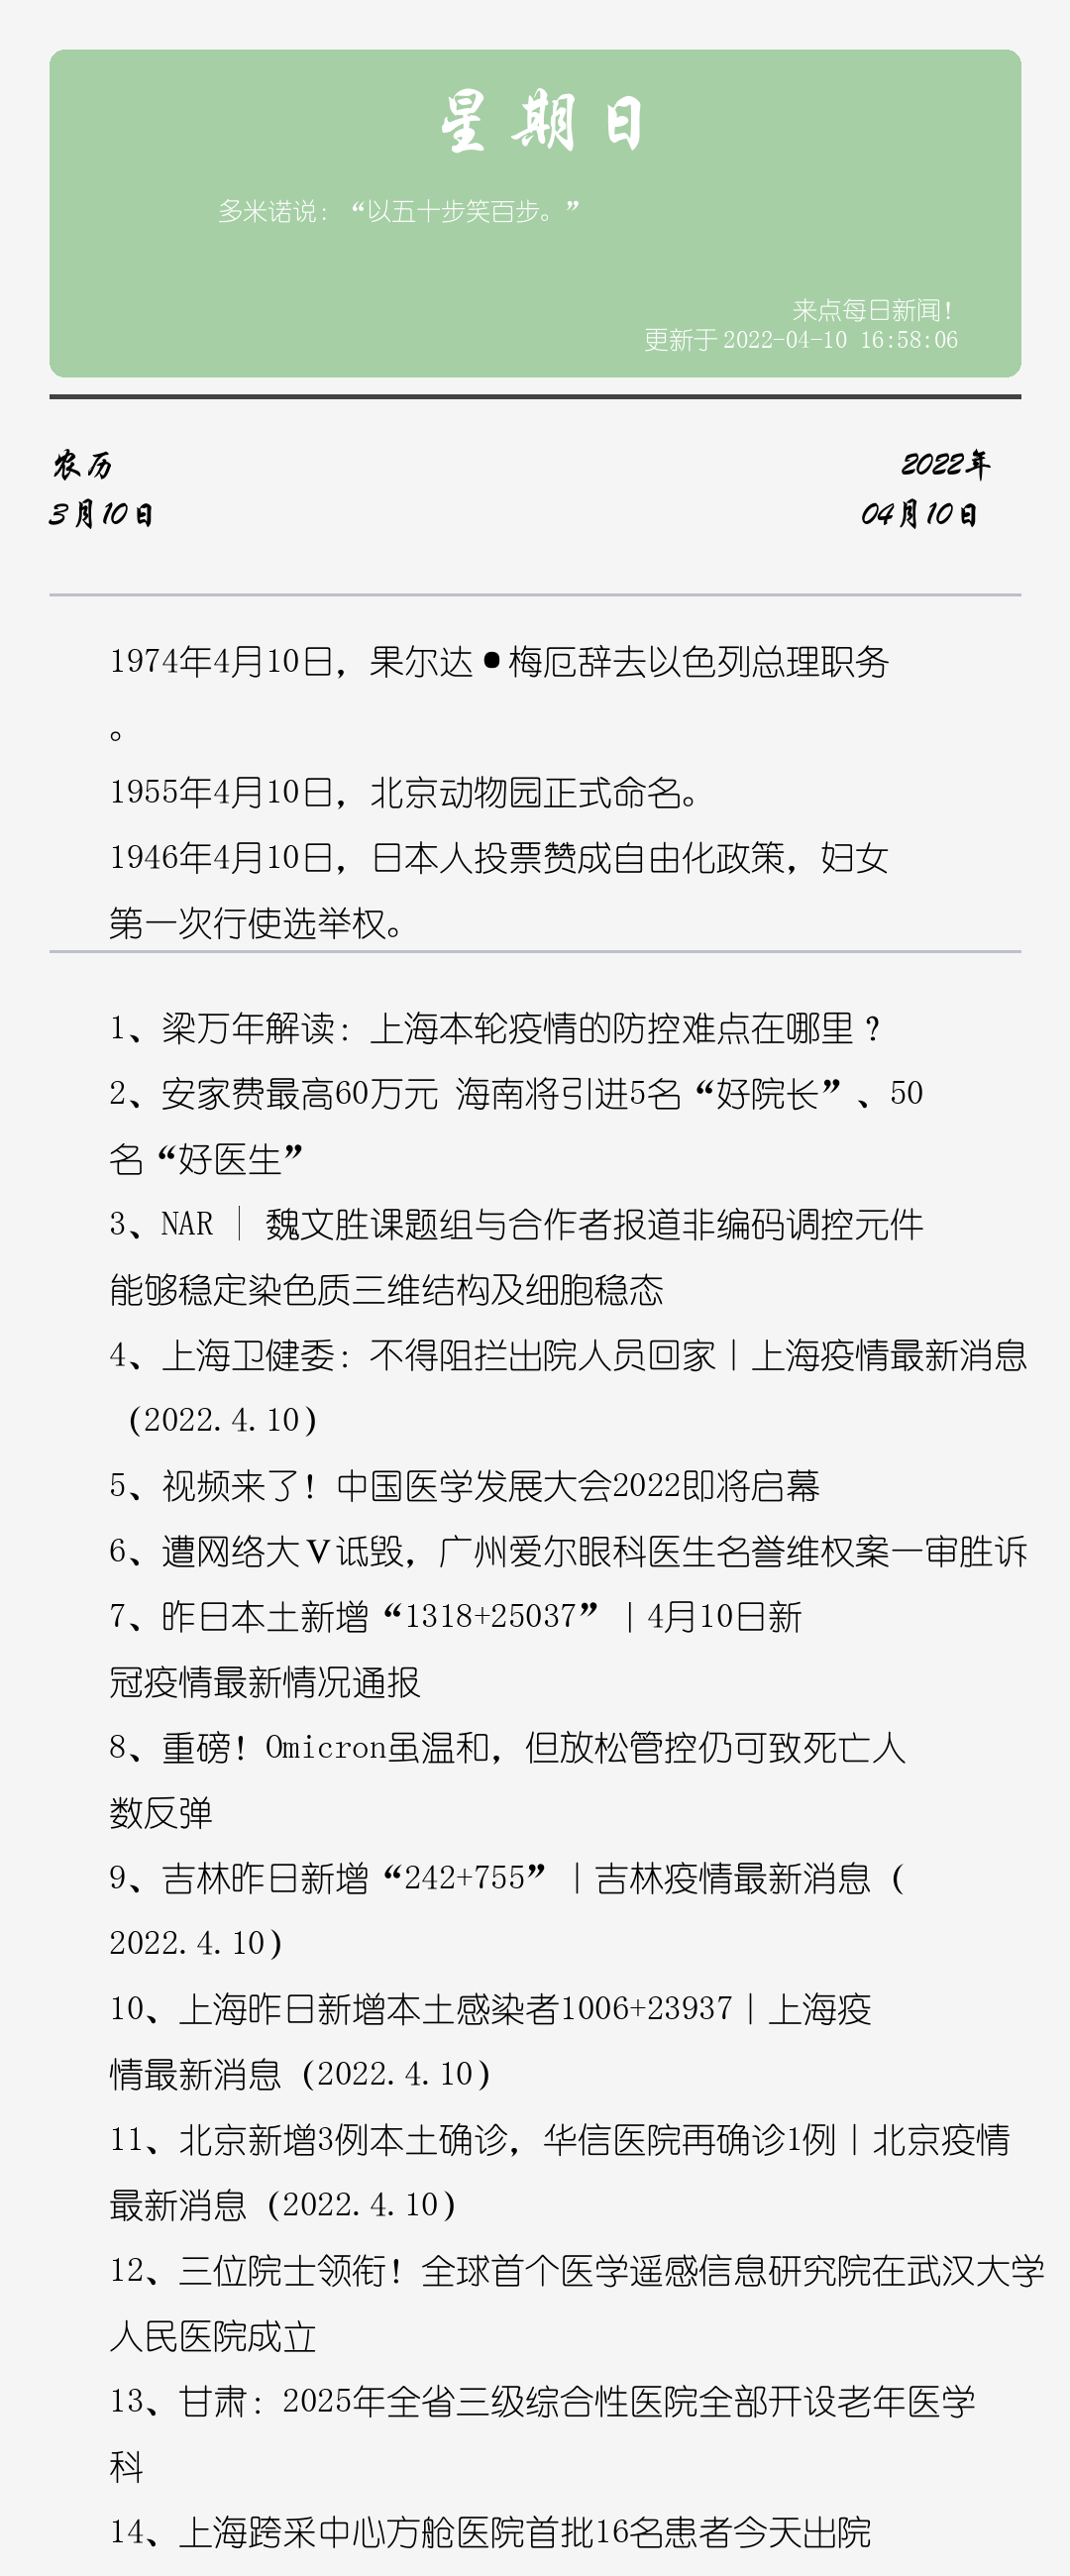 星期日
多米诺说：“以五十步笑百步。”
来点每日新闻！
更新于 2022-04-10 16:58:06
农历
2022年
3月10日
04月10日
1974年4月10日，果尔达•梅厄辞去以色列总理职务
。
1955年4月10日，北京动物园正式命名。
1946年4月10日，日本人投票赞成自由化政策，妇女
第一次行使选举权。
1、梁万年解读：上海本轮疫情的防控难点在哪里？
2、安家费最高60万元 海南将引进5名“好院长”、50
名“好医生”
3、NAR | 魏文胜课题组与合作者报道非编码调控元件
能够稳定染色质三维结构及细胞稳态
4、上海卫健委：不得阻拦出院人员回家丨上海疫情最新消息
（2022.4.10）
5、视频来了！中国医学发展大会2022即将启幕
6、遭网络大V诋毁，广州爱尔眼科医生名誉维权案一审胜诉
7、昨日本土新增“1318+25037”丨4月10日新
冠疫情最新情况通报
8、重磅！Omicron虽温和，但放松管控仍可致死亡人
数反弹
9、吉林昨日新增“242+755”丨吉林疫情最新消息（
2022.4.10）
10、上海昨日新增本土感染者1006+23937丨上海疫
情最新消息（2022.4.10）
11、北京新增3例本土确诊，华信医院再确诊1例丨北京疫情
最新消息（2022.4.10）
12、三位院士领衔！全球首个医学遥感信息研究院在武汉大学
人民医院成立
13、甘肃：2025年全省三级综合性医院全部开设老年医学
科
14、上海跨采中心方舱医院首批16名患者今天出院